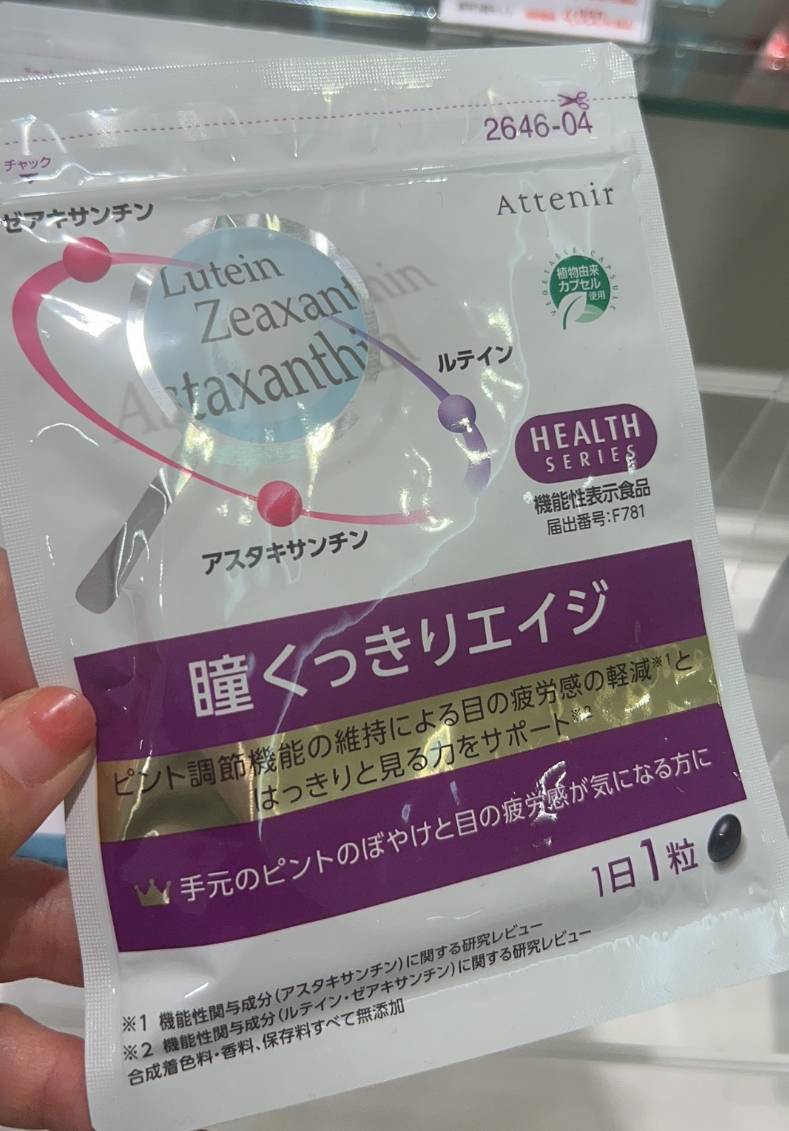 2646-04
チャック
Attenir
ゼアキサンチン
Lutein
Zeaxanthin
Astaxanthin
VEGETABLE・CAPSULE
植物由来
カプセル
使用
ルテイン
HEALTH
SERIES
機能性表示食品
届出番号:F781
アスタキサンチン
瞳くっきりエイジ
ピント調節機能の維持による目の疲労感の軽減※1と
はっきりと見る力をサポート※2
手元のピントのぼやけと目の疲労感が気になる方に
1日1粒
※1 機能性関与成分(アスタキサンチン)に関する研究レビュー
※2 機能性関与成分(ルテイン・ゼアキサンチン)に関する研究レビュー
合成着色料・香料、保存料すべて無添加